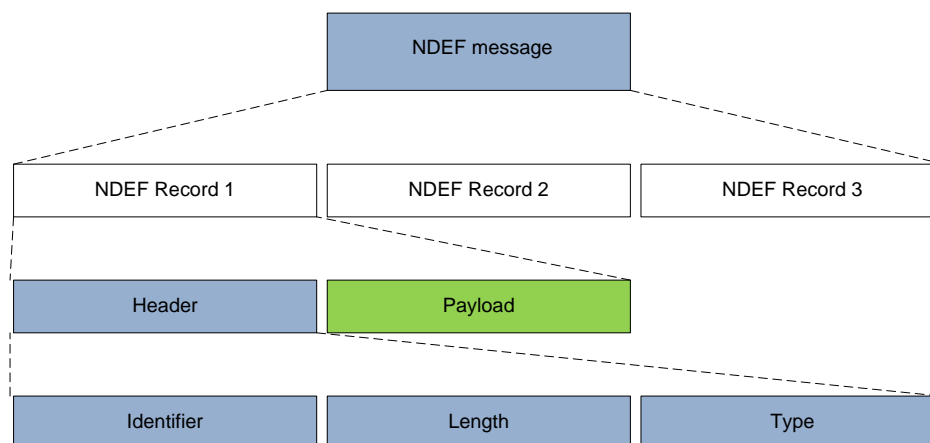 NDEF message
NDEF Record 1
NDEF Record 2
NDEF Record 3
Header
Payload
Identifier
Length
Type